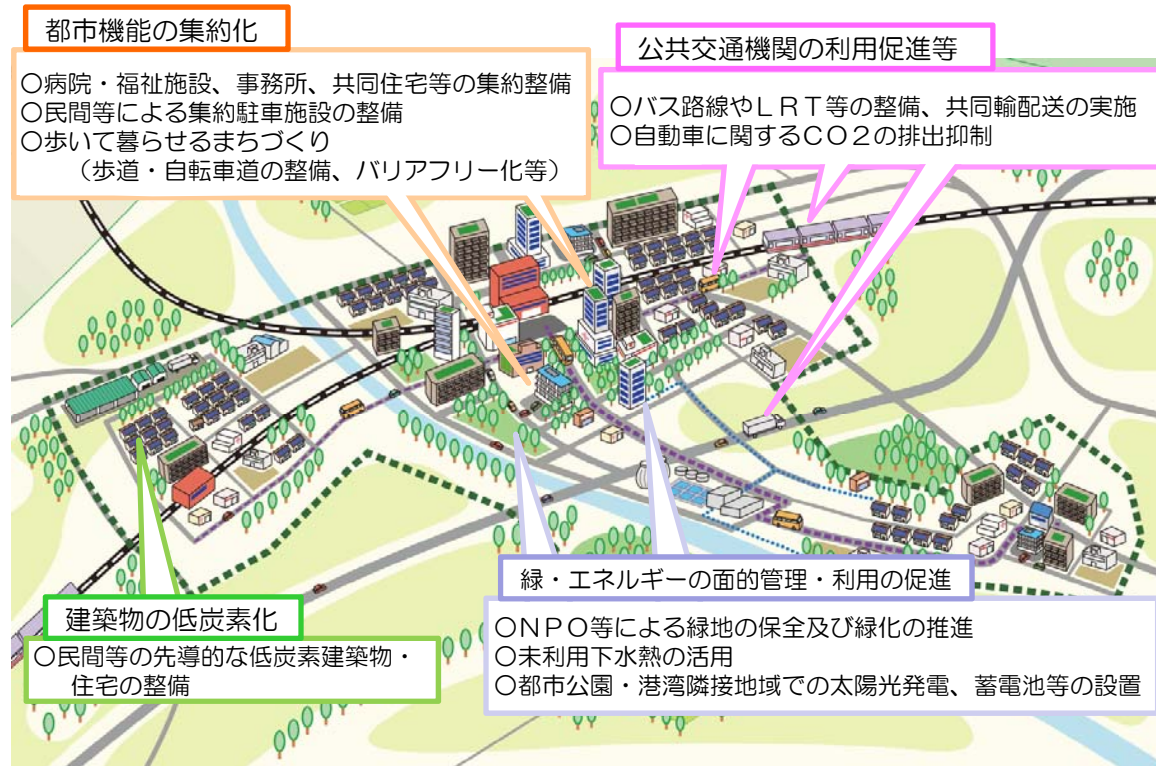 都市機能の集約化
○病院・福祉施設、事務所、共同住宅等の集約整備
○民間等による集約駐車施設の整備
○歩いて暮らせるまちづくり
（歩道・自転車道の整備、バリアフリー化等）
公共交通機関の利用促進等
○バス路線やＬＲＴ等の整備、共同輸配送の実施
○自動車に関するＣＯ２の排出抑制
建築物の低炭素化
○民間等の先導的な低炭素建築物・
住宅の整備
緑・エネルギーの面的管理・利用の促進
○ＮＰＯ等による緑地の保全及び緑化の推進
○未利用下水熱の活用
○都市公園・港湾隣接地域での太陽光発電、蓄電池等の設置